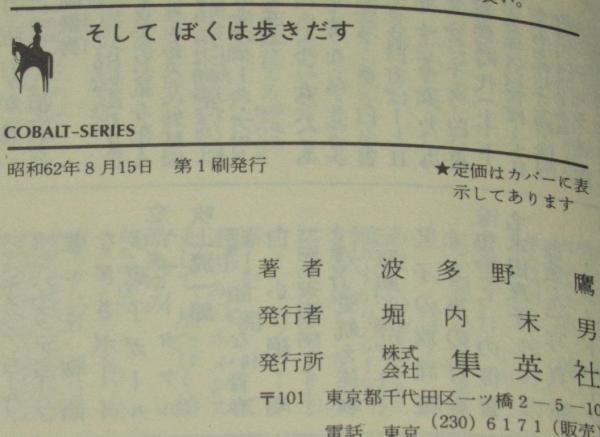 そして ぼくは歩きだす
COBALT-SERIES
昭和62年8月15日 第1刷発行
★定価はカバーに表
示してあります
著者 波多野鷹
発行者 堀内末男
発行所 株式会社 集英社
〒101 東京都千代田区一ツ橋2-5-10
電話 東京 (230) 6171 (販売)